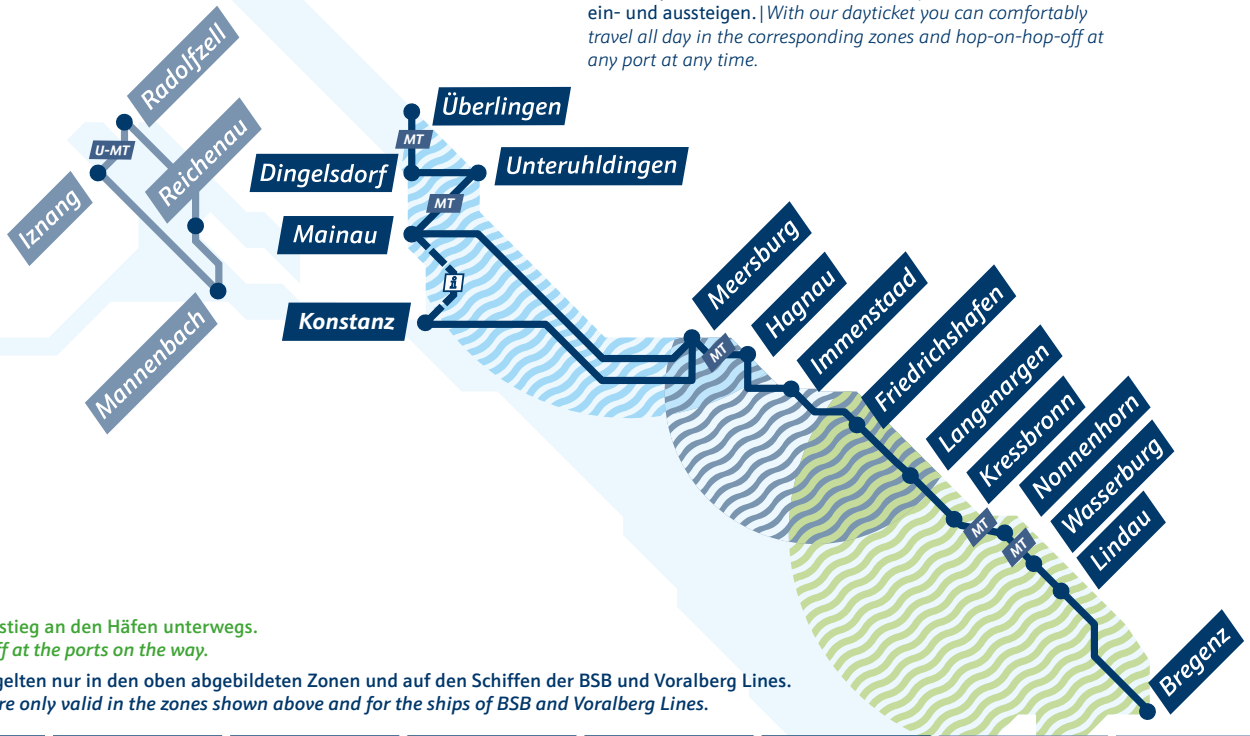 ein- und aussteigen. | With our dayticket you can comfortably
travel all day in the corresponding zones and hop-on-hop-off at
any port at any time.
Radolfzell
U-MT
Reichenau
Iznang
Mannenbach
Überlingen
MT
Dingelsdorf
Unteruhldingen
MT
Mainau
i
Konstanz
Meersburg
MT
Hagnau
Immenstaad
Friedrichshafen
Langenargen
Kressbronn
MT
Nonnenhorn
MT
Wasserburg
Lindau
Bregenz
stieg an den Häfen unterwegs.
ff at the ports on the way.
gelten nur in den oben abgebildeten Zonen und auf den Schiffen der BSB und Voralberg Lines.
re only valid in the zones shown above and for the ships of BSB and Voralberg Lines.